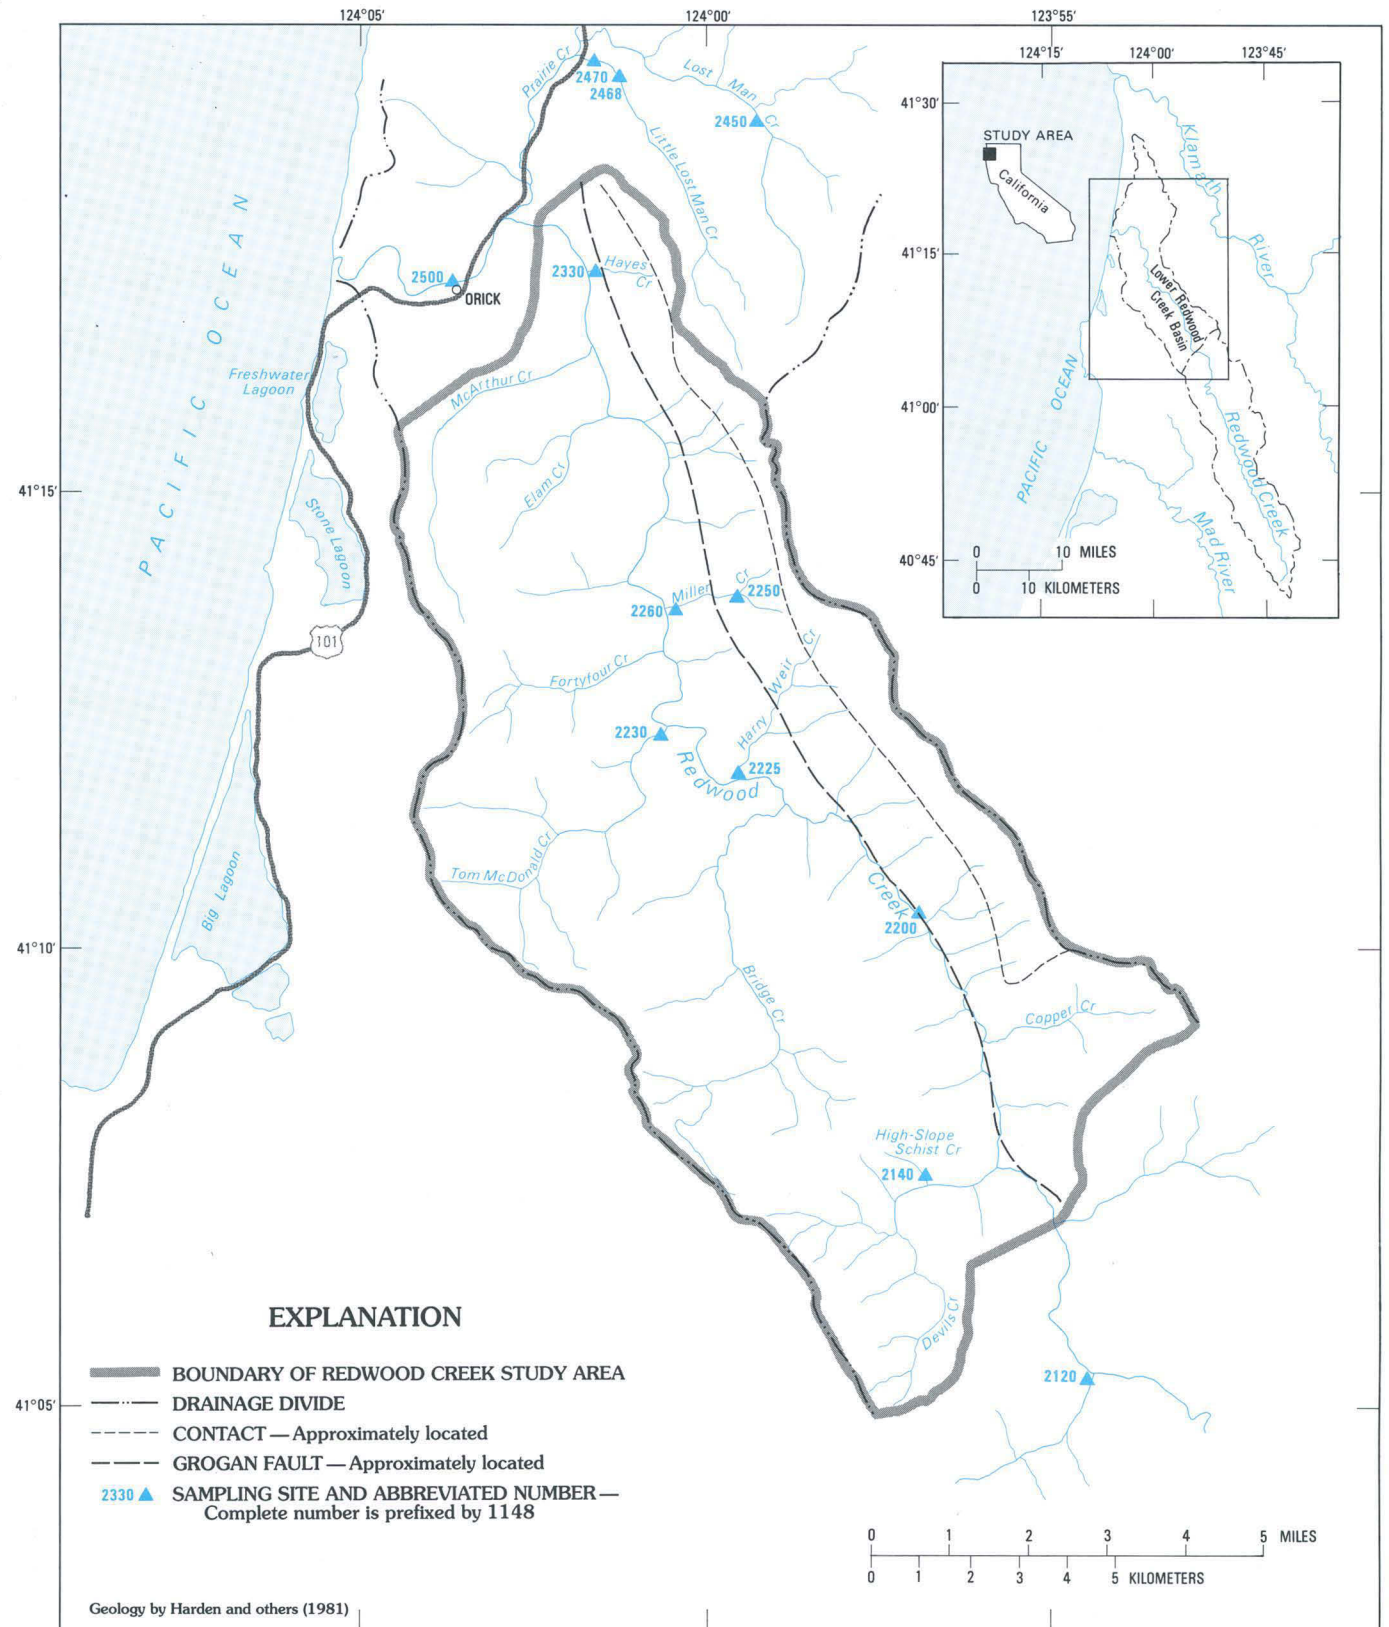 124°05′
124°00′
123°55′
124°15′
124°00′
123°45′
41°30′
41°15′
41°00′
40°45′
STUDY AREA
California
Klamath
River
Lower Redwood
Creek Basin
PACIFIC OCEAN
Redwood Creek
Mad River
0 10 MILES
0 10 KILOMETERS
Prairie Cr
2470
2468
Lost Man Cr
2450
Little Lost Man Cr
PACIFIC OCEAN
2500
ORICK
2330
Hayes
Cr
Freshwater
Lagoon
McArthur Cr
41°15′
Elam Cr
Stone Lagoon
Miller Cr
2250
2260
101
Fortyfour Cr
Harry Weir Cr
2230
2225
Redwood
Creek
Tom McDonald Cr
Big Lagoon
2200
41°10′
Bridge Cr
Copper Cr
High-Slope
Schist Cr
2140
Devils Cr
2120
41°05′
EXPLANATION
BOUNDARY OF REDWOOD CREEK STUDY AREA
DRAINAGE DIVIDE
CONTACT — Approximately located
GROGAN FAULT — Approximately located
2330 SAMPLING SITE AND ABBREVIATED NUMBER —
Complete number is prefixed by 1148
0 1 2 3 4 5 MILES
0 1 2 3 4 5 KILOMETERS
Geology by Harden and others (1981)